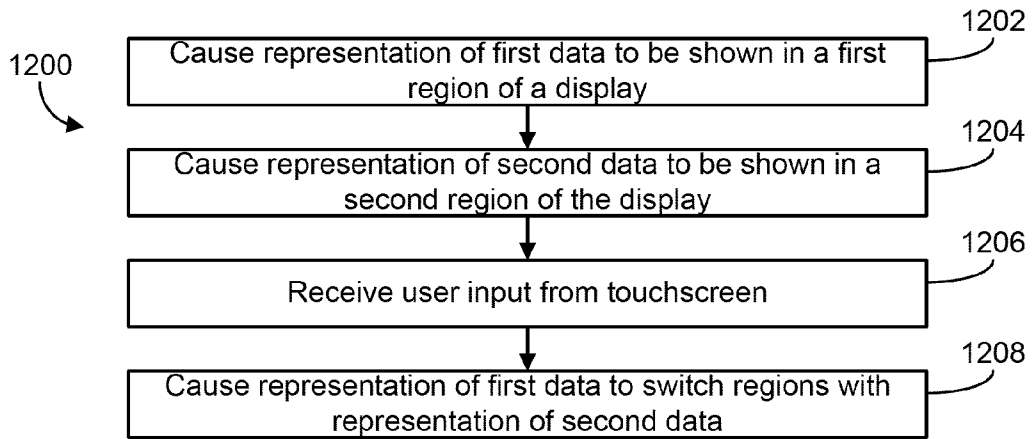 1200
1202
Cause representation of first data to be shown in a first
region of a display
1204
Cause representation of second data to be shown in a
second region of the display
1206
Receive user input from touchscreen
1208
Cause representation of first data to switch regions with
representation of second data